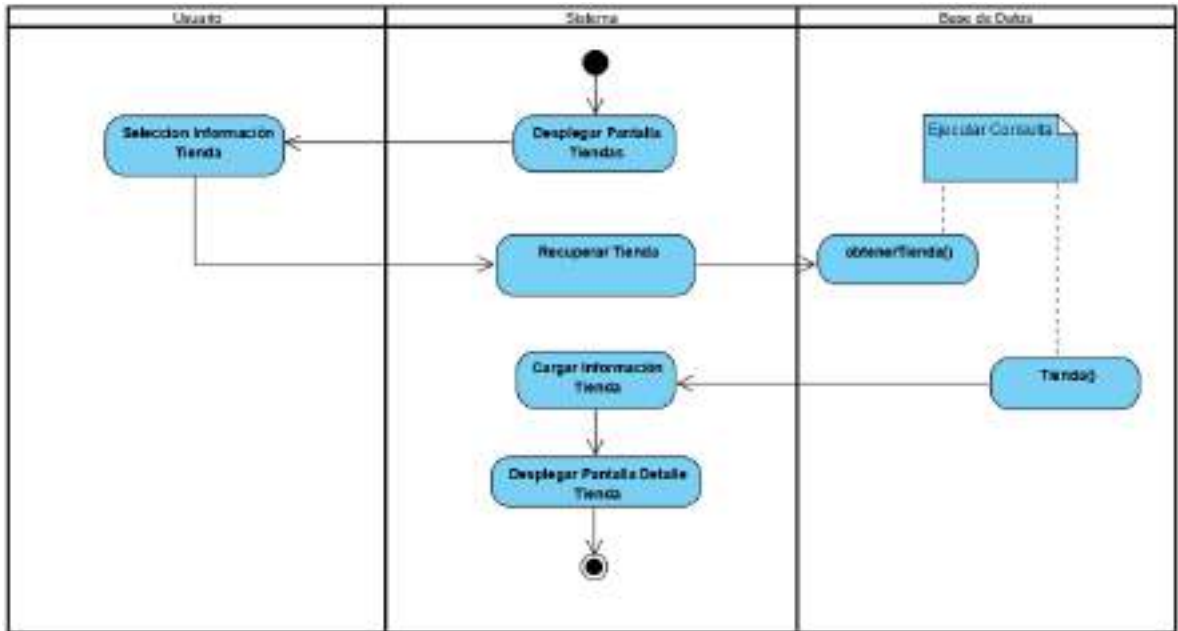 Usuario
Sistema
Base de Datos
Seleccion Información
Tienda
Desplegar Pantalla
Tiendas
Ejecutar Consulta
Recuperar Tienda
obtenerTienda()
Cargar Información
Tienda
Tienda()
Desplegar Pantalla Detalle
Tienda